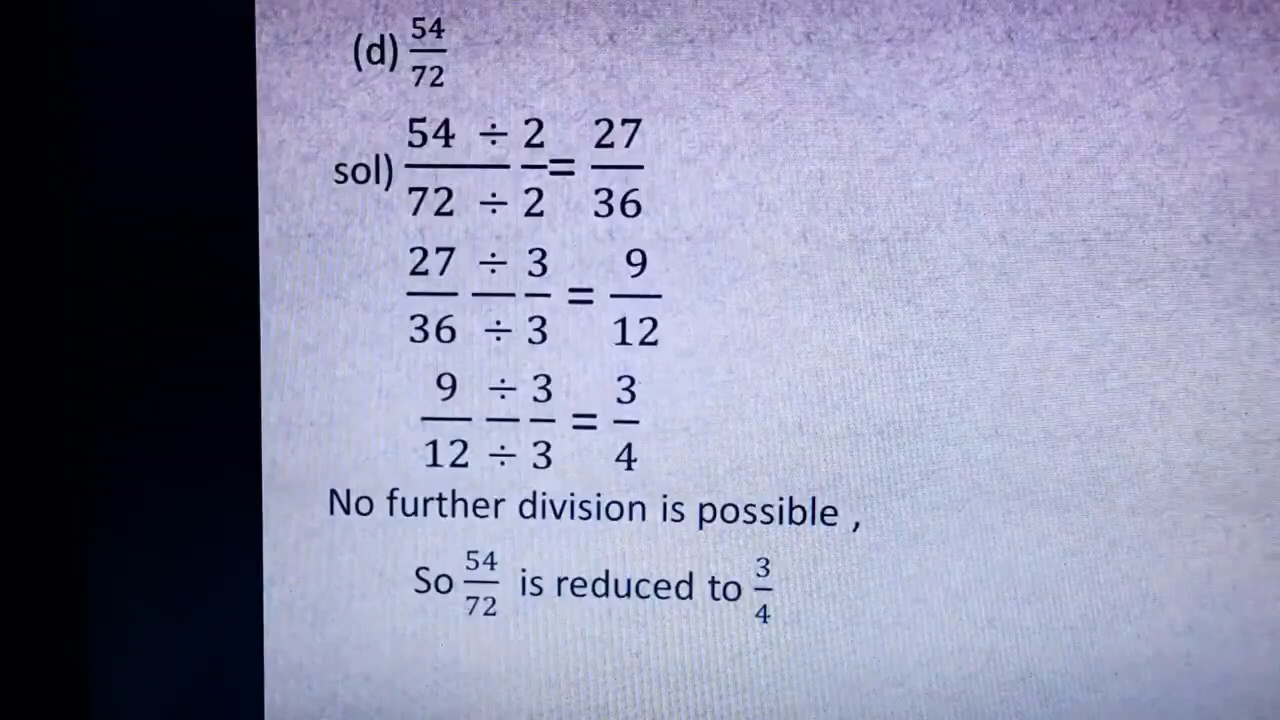 (d) 54/72
sol) 54 ÷ 2 / 72 ÷ 2 = 27/36
27 ÷ 3 / 36 ÷ 3 = 9/12
9 ÷ 3 / 12 ÷ 3 = 3/4
No further division is possible ,
So 54/72 is reduced to 3/4